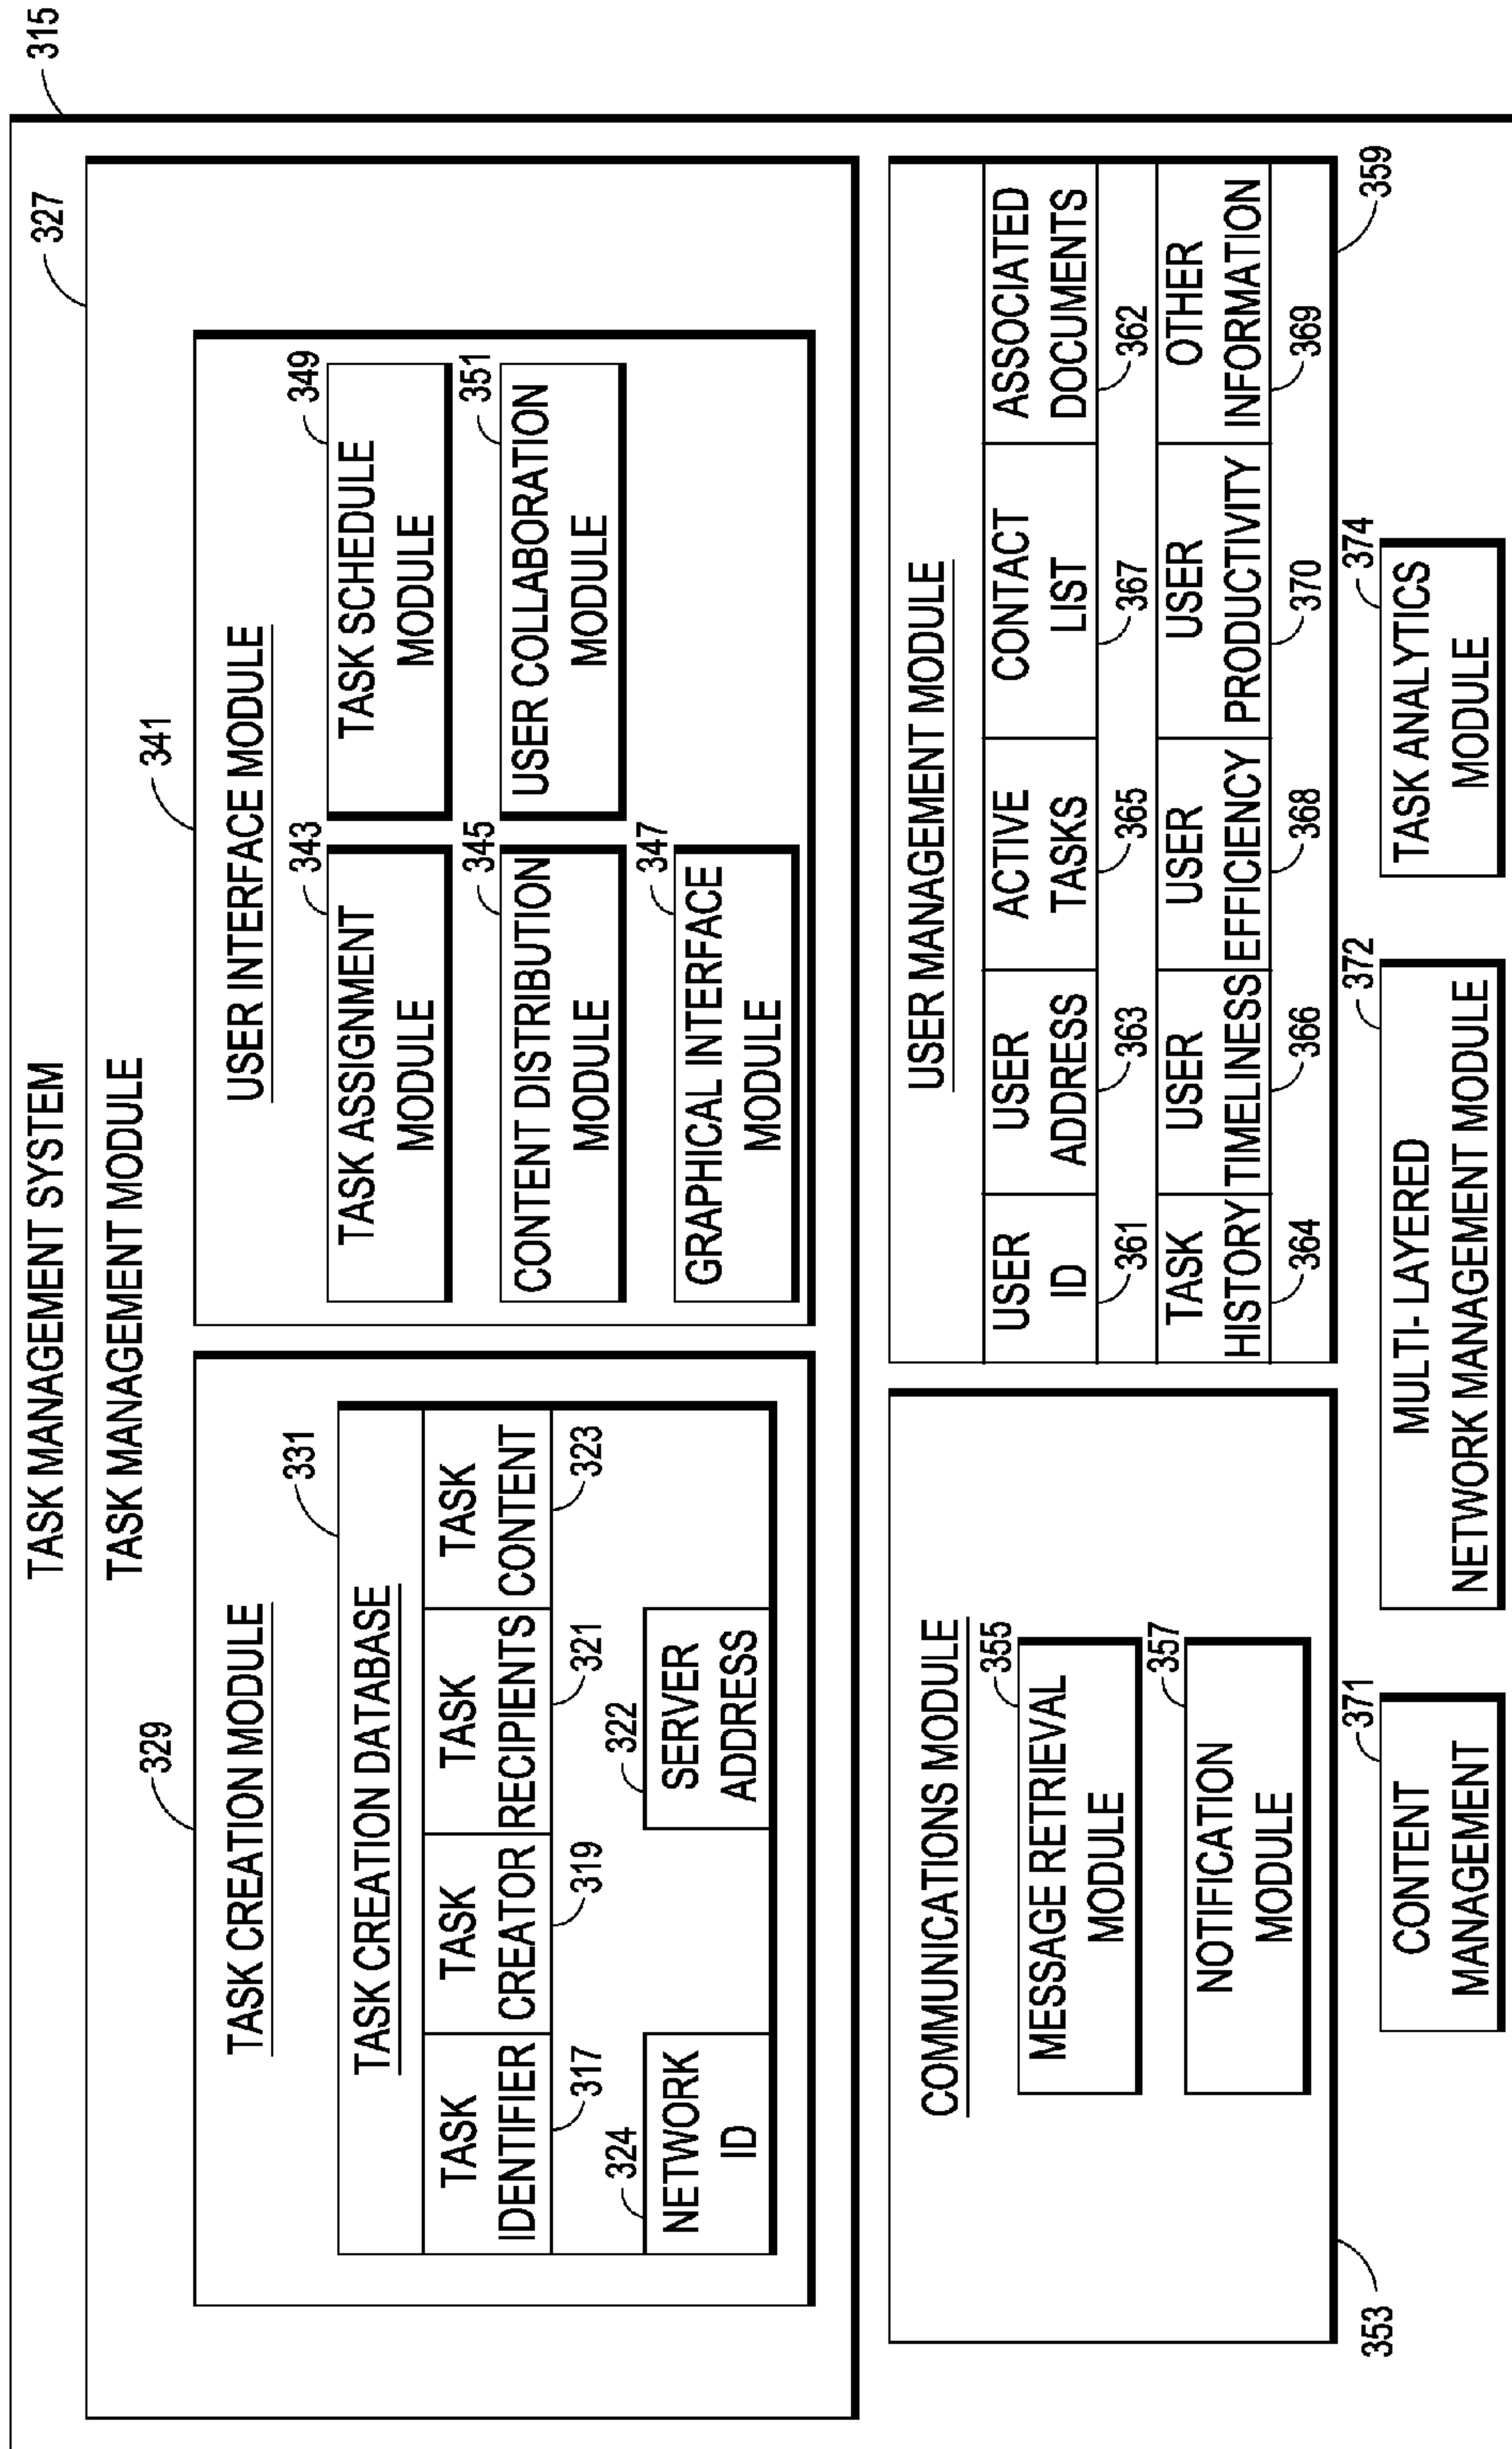 TASK MANAGEMENT SYSTEM
315
TASK MANAGEMENT MODULE
327
329
TASK CREATION MODULE
331
TASK CREATION DATABASE
TASK
IDENTIFIER
317
TASK
CREATOR
319
TASK
RECIPIENTS
321
TASK
CONTENT
323
324
NETWORK
ID
322
SERVER
ADDRESS
341
USER INTERFACE MODULE
343
TASK ASSIGNMENT
MODULE
349
TASK SCHEDULE
MODULE
345
CONTENT DISTRIBUTION
MODULE
351
USER COLLABORATION
MODULE
347
GRAPHICAL INTERFACE
MODULE
COMMUNICATIONS MODULE
355
MESSAGE RETRIEVAL
MODULE
357
NOTIFICATION
MODULE
353
USER MANAGEMENT MODULE
USER
ID
361
USER
ADDRESS
363
ACTIVE
TASKS
365
CONTACT
LIST
367
ASSOCIATED
DOCUMENTS
362
TASK
HISTORY
364
USER
TIMELINESS
366
USER
EFFICIENCY
368
USER
PRODUCTIVITY
370
OTHER
INFORMATION
369
359
371
CONTENT
MANAGEMENT
372
MULTI- LAYERED
NETWORK MANAGEMENT MODULE
374
TASK ANALYTICS
MODULE